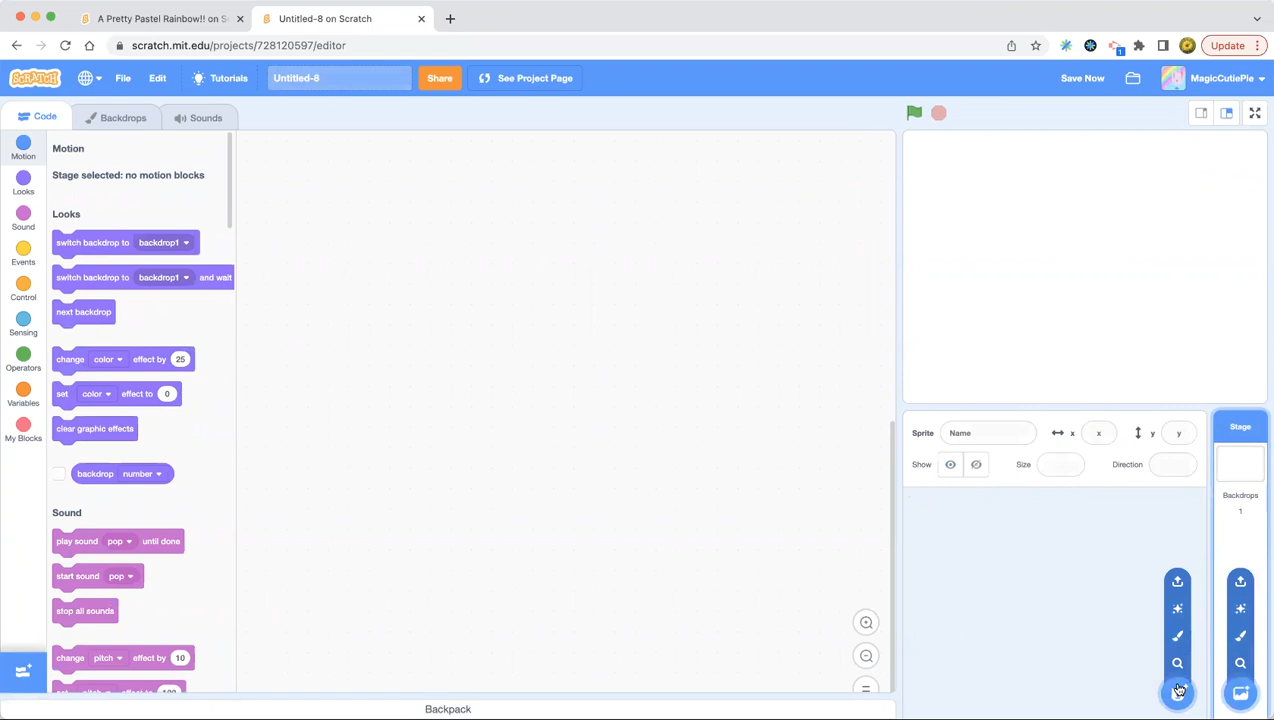 A Pretty Pastel Rainbow!! on Sc
Untitled-8 on Scratch
scratch.mit.edu/projects/728120597/editor
1
Update
SCRATCH
File
Edit
Tutorials
Untitled-8
Share
See Project Page
Save Now
MagicCutiePie
Code
Backdrops
Sounds
Motion
Looks
Sound
Events
Control
Sensing
Operators
Variables
My Blocks
Motion
Stage selected: no motion blocks
Looks
switch backdrop to backdrop1
switch backdrop to backdrop1 and wait
next backdrop
change color effect by 25
set color effect to 0
clear graphic effects
backdrop number
Sound
play sound pop until done
start sound pop
stop all sounds
change pitch effect by 10
Sprite Name x x y y
Show Size Direction
Stage
Backdrops
1
Backpack